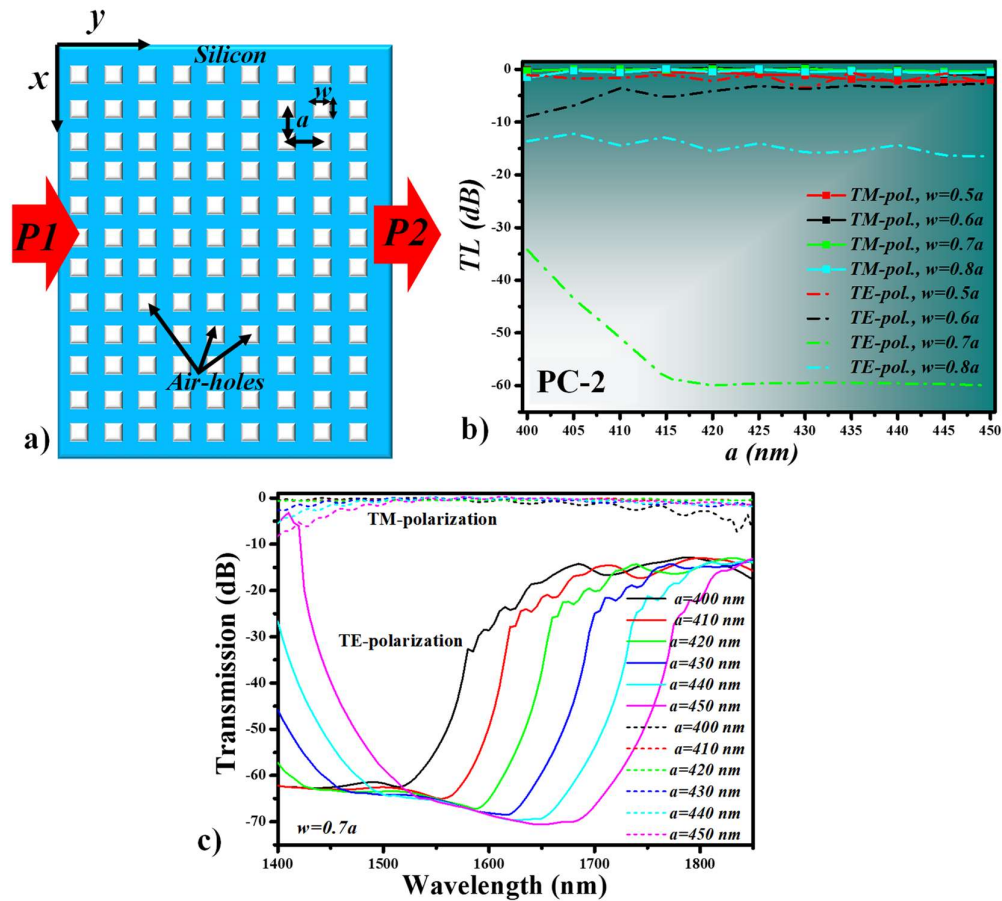 a)
y
x
Silicon
w
a
P1
P2
Air-holes
TL (dB)
0
-10
-20
-30
-40
-50
-60
TM-pol., w=0.5a
TM-pol., w=0.6a
TM-pol., w=0.7a
TM-pol., w=0.8a
TE-pol., w=0.5a
TE-pol., w=0.6a
TE-pol., w=0.7a
TE-pol., w=0.8a
PC-2
400 405 410 415 420 425 430 435 440 445 450
b)
a (nm)
Transmission (dB)
0
-10
-20
-30
-40
-50
-60
-70
TM-polarization
TE-polarization
a=400 nm
a=410 nm
a=420 nm
a=430 nm
a=440 nm
a=450 nm
a=400 nm
a=410 nm
a=420 nm
a=430 nm
a=440 nm
a=450 nm
w=0.7a
c)
1400 1500 1600 1700 1800
Wavelength (nm)